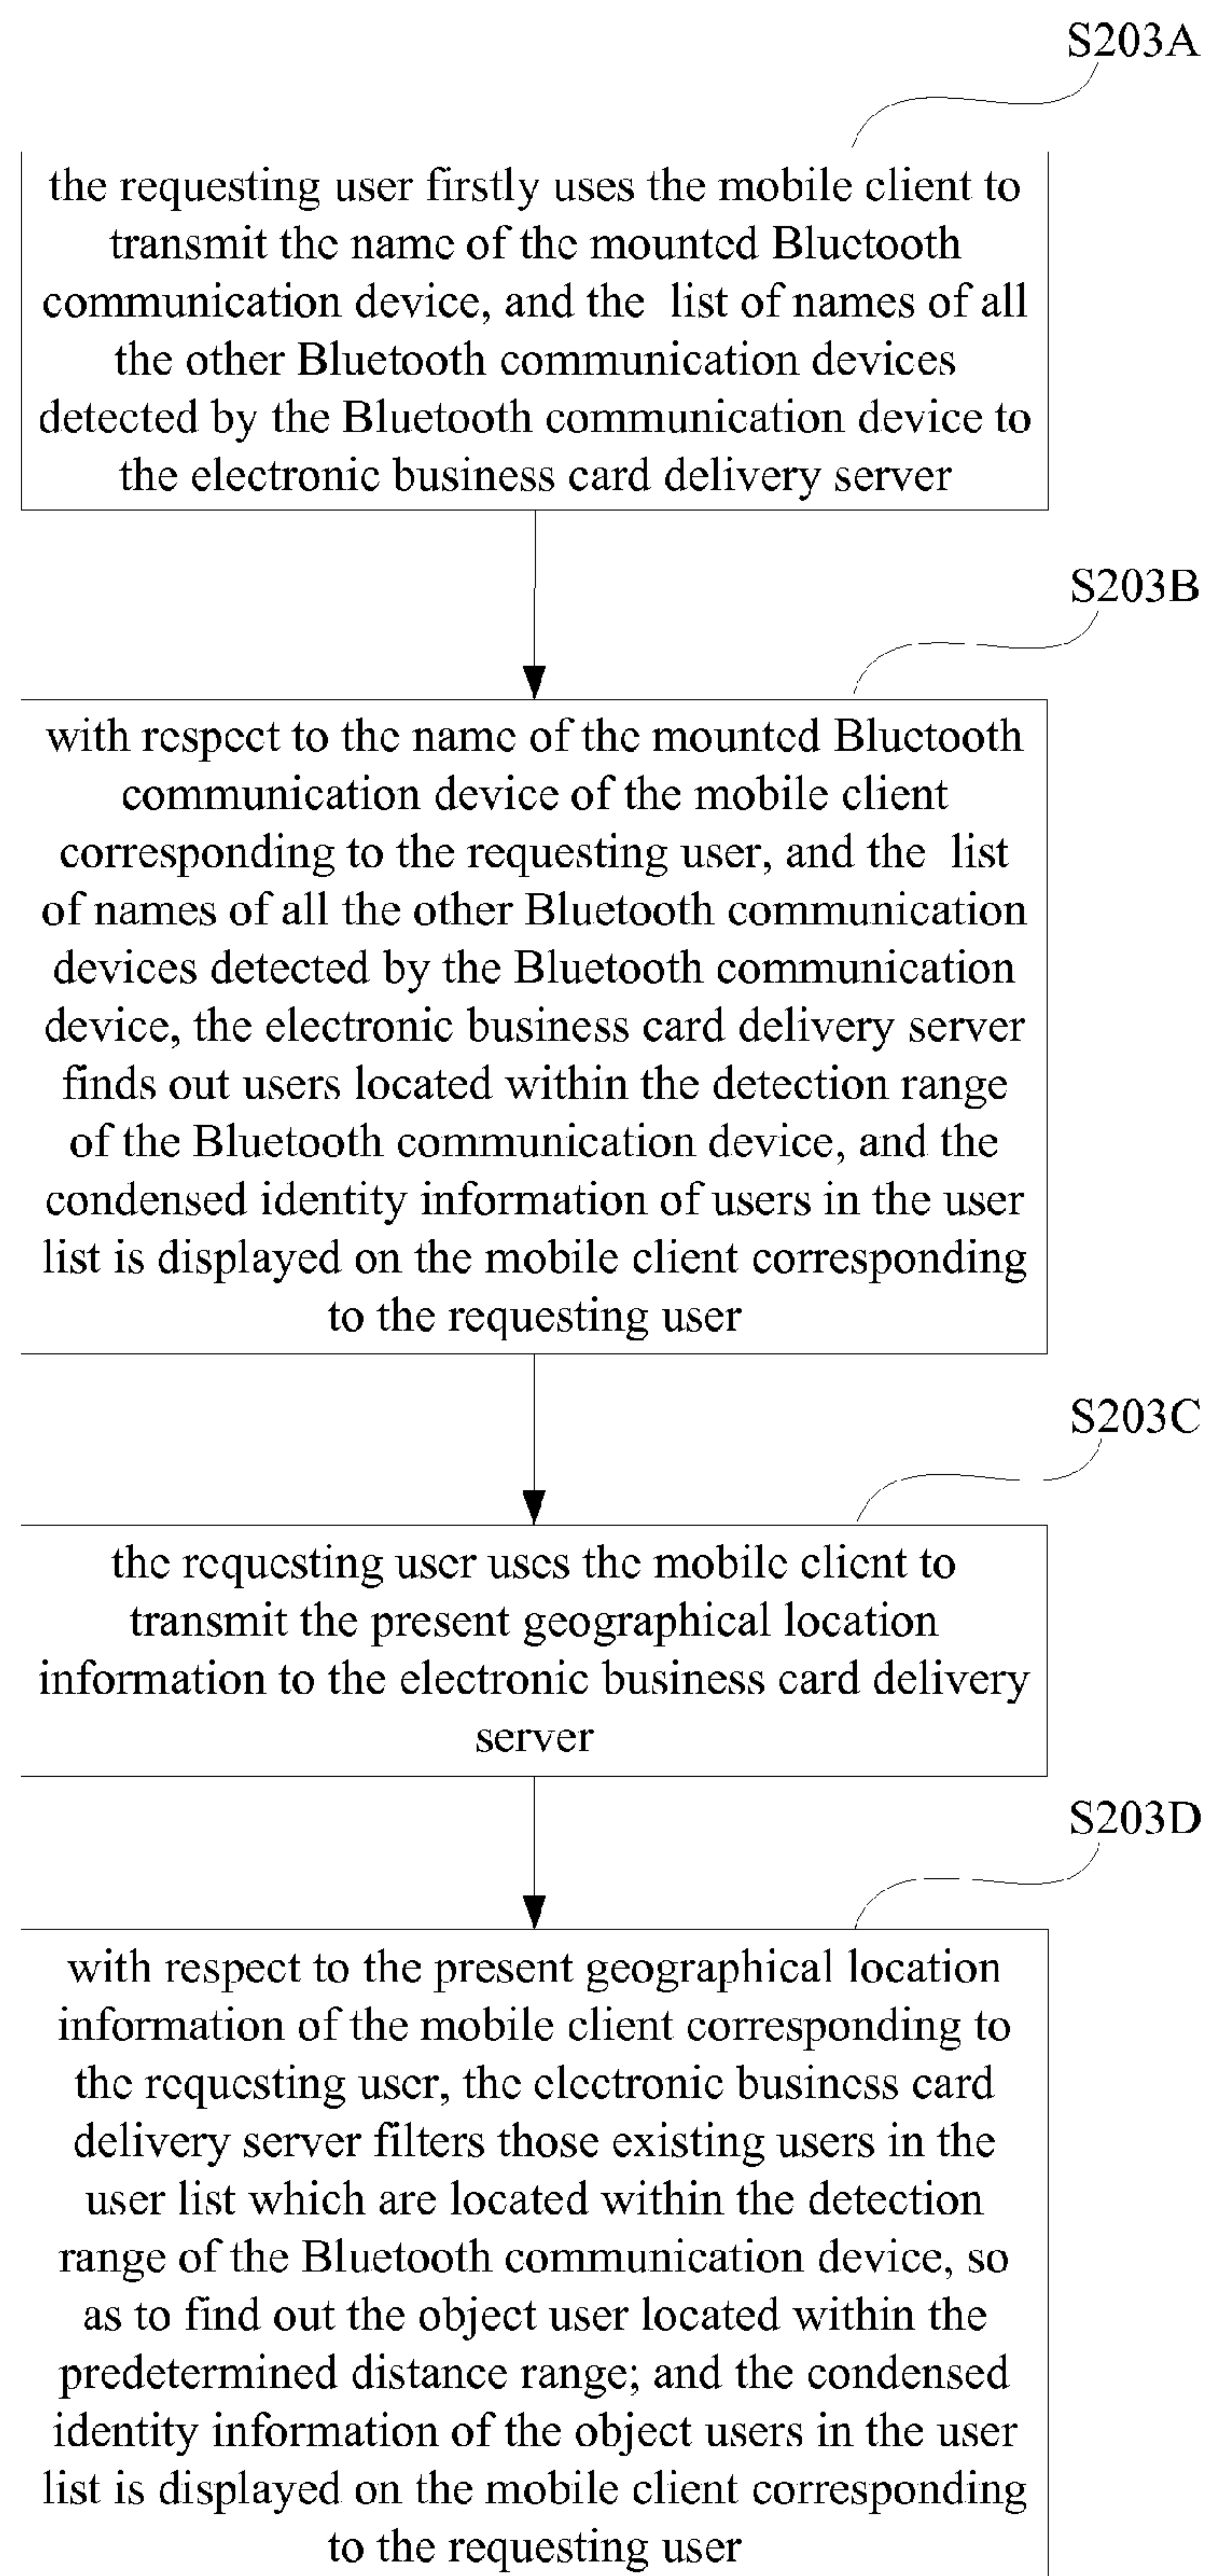 S203A
the requesting user firstly uses the mobile client to
transmit the name of the mounted Bluetooth
communication device, and the list of names of all
the other Bluetooth communication devices
detected by the Bluetooth communication device to
the electronic business card delivery server
S203B
with respect to the name of the mounted Bluetooth
communication device of the mobile client
corresponding to the requesting user, and the list
of names of all the other Bluetooth communication
devices detected by the Bluetooth communication
device, the electronic business card delivery server
finds out users located within the detection range
of the Bluetooth communication device, and the
condensed identity information of users in the user
list is displayed on the mobile client corresponding
to the requesting user
S203C
the requesting user uses the mobile client to
transmit the present geographical location
information to the electronic business card delivery
server
S203D
with respect to the present geographical location
information of the mobile client corresponding to
the requesting user, the electronic business card
delivery server filters those existing users in the
user list which are located within the detection
range of the Bluetooth communication device, so
as to find out the object user located within the
predetermined distance range; and the condensed
identity information of the object users in the user
list is displayed on the mobile client corresponding
to the requesting user